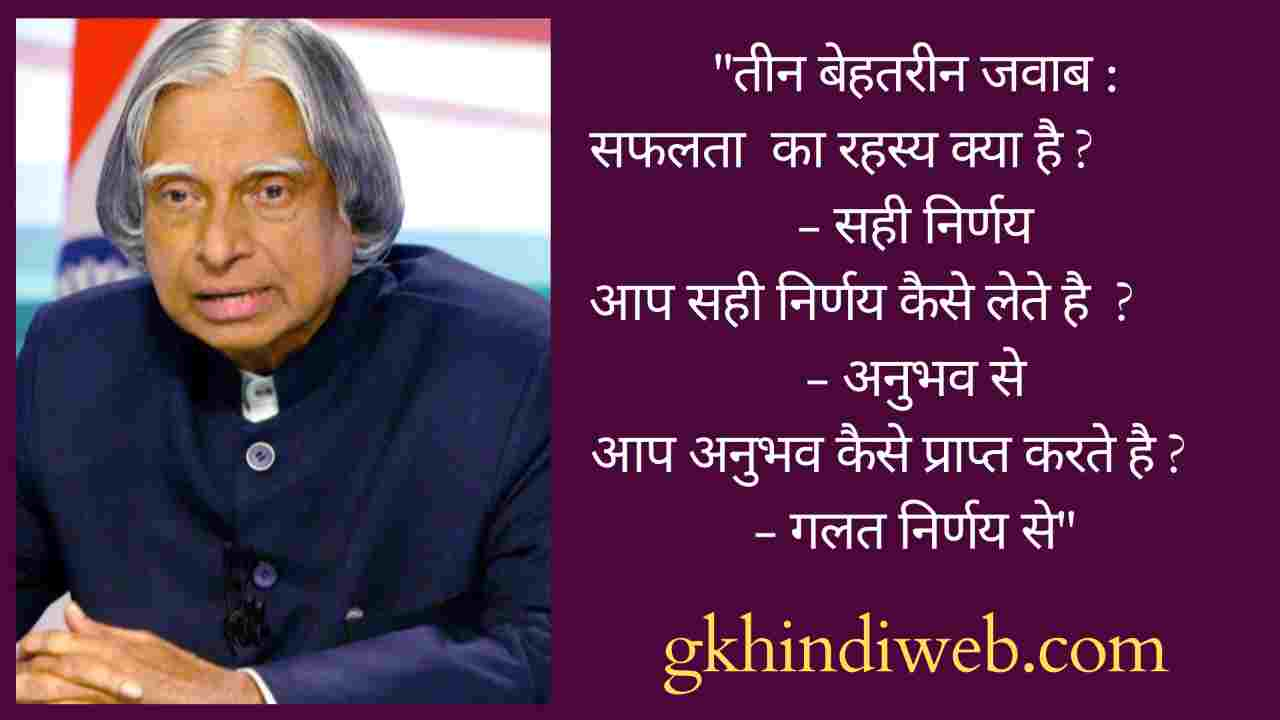 "तीन बेहतरीन जवाब :
सफलता का रहस्य क्या है ?
– सही निर्णय
आप सही निर्णय कैसे लेते है ?
– अनुभव से
आप अनुभव कैसे प्राप्त करते है ?
– गलत निर्णय से"
gkhindiweb.com